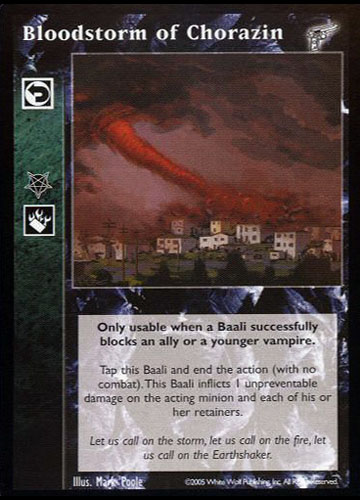 Bloodstorm of Chorazin
Only usable when a Baali successfully
blocks an ally or a younger vampire.
Tap this Baali and end the action (with no
combat). This Baali inflicts 1 unpreventable
damage on the acting minion and each of his or
her retainers.
Let us call on the storm, let us call on the fire, let
us call on the Earthshaker.
Illus. Mark Poole
©2005 White Wolf Publishing, Inc. All Rights Reserved.